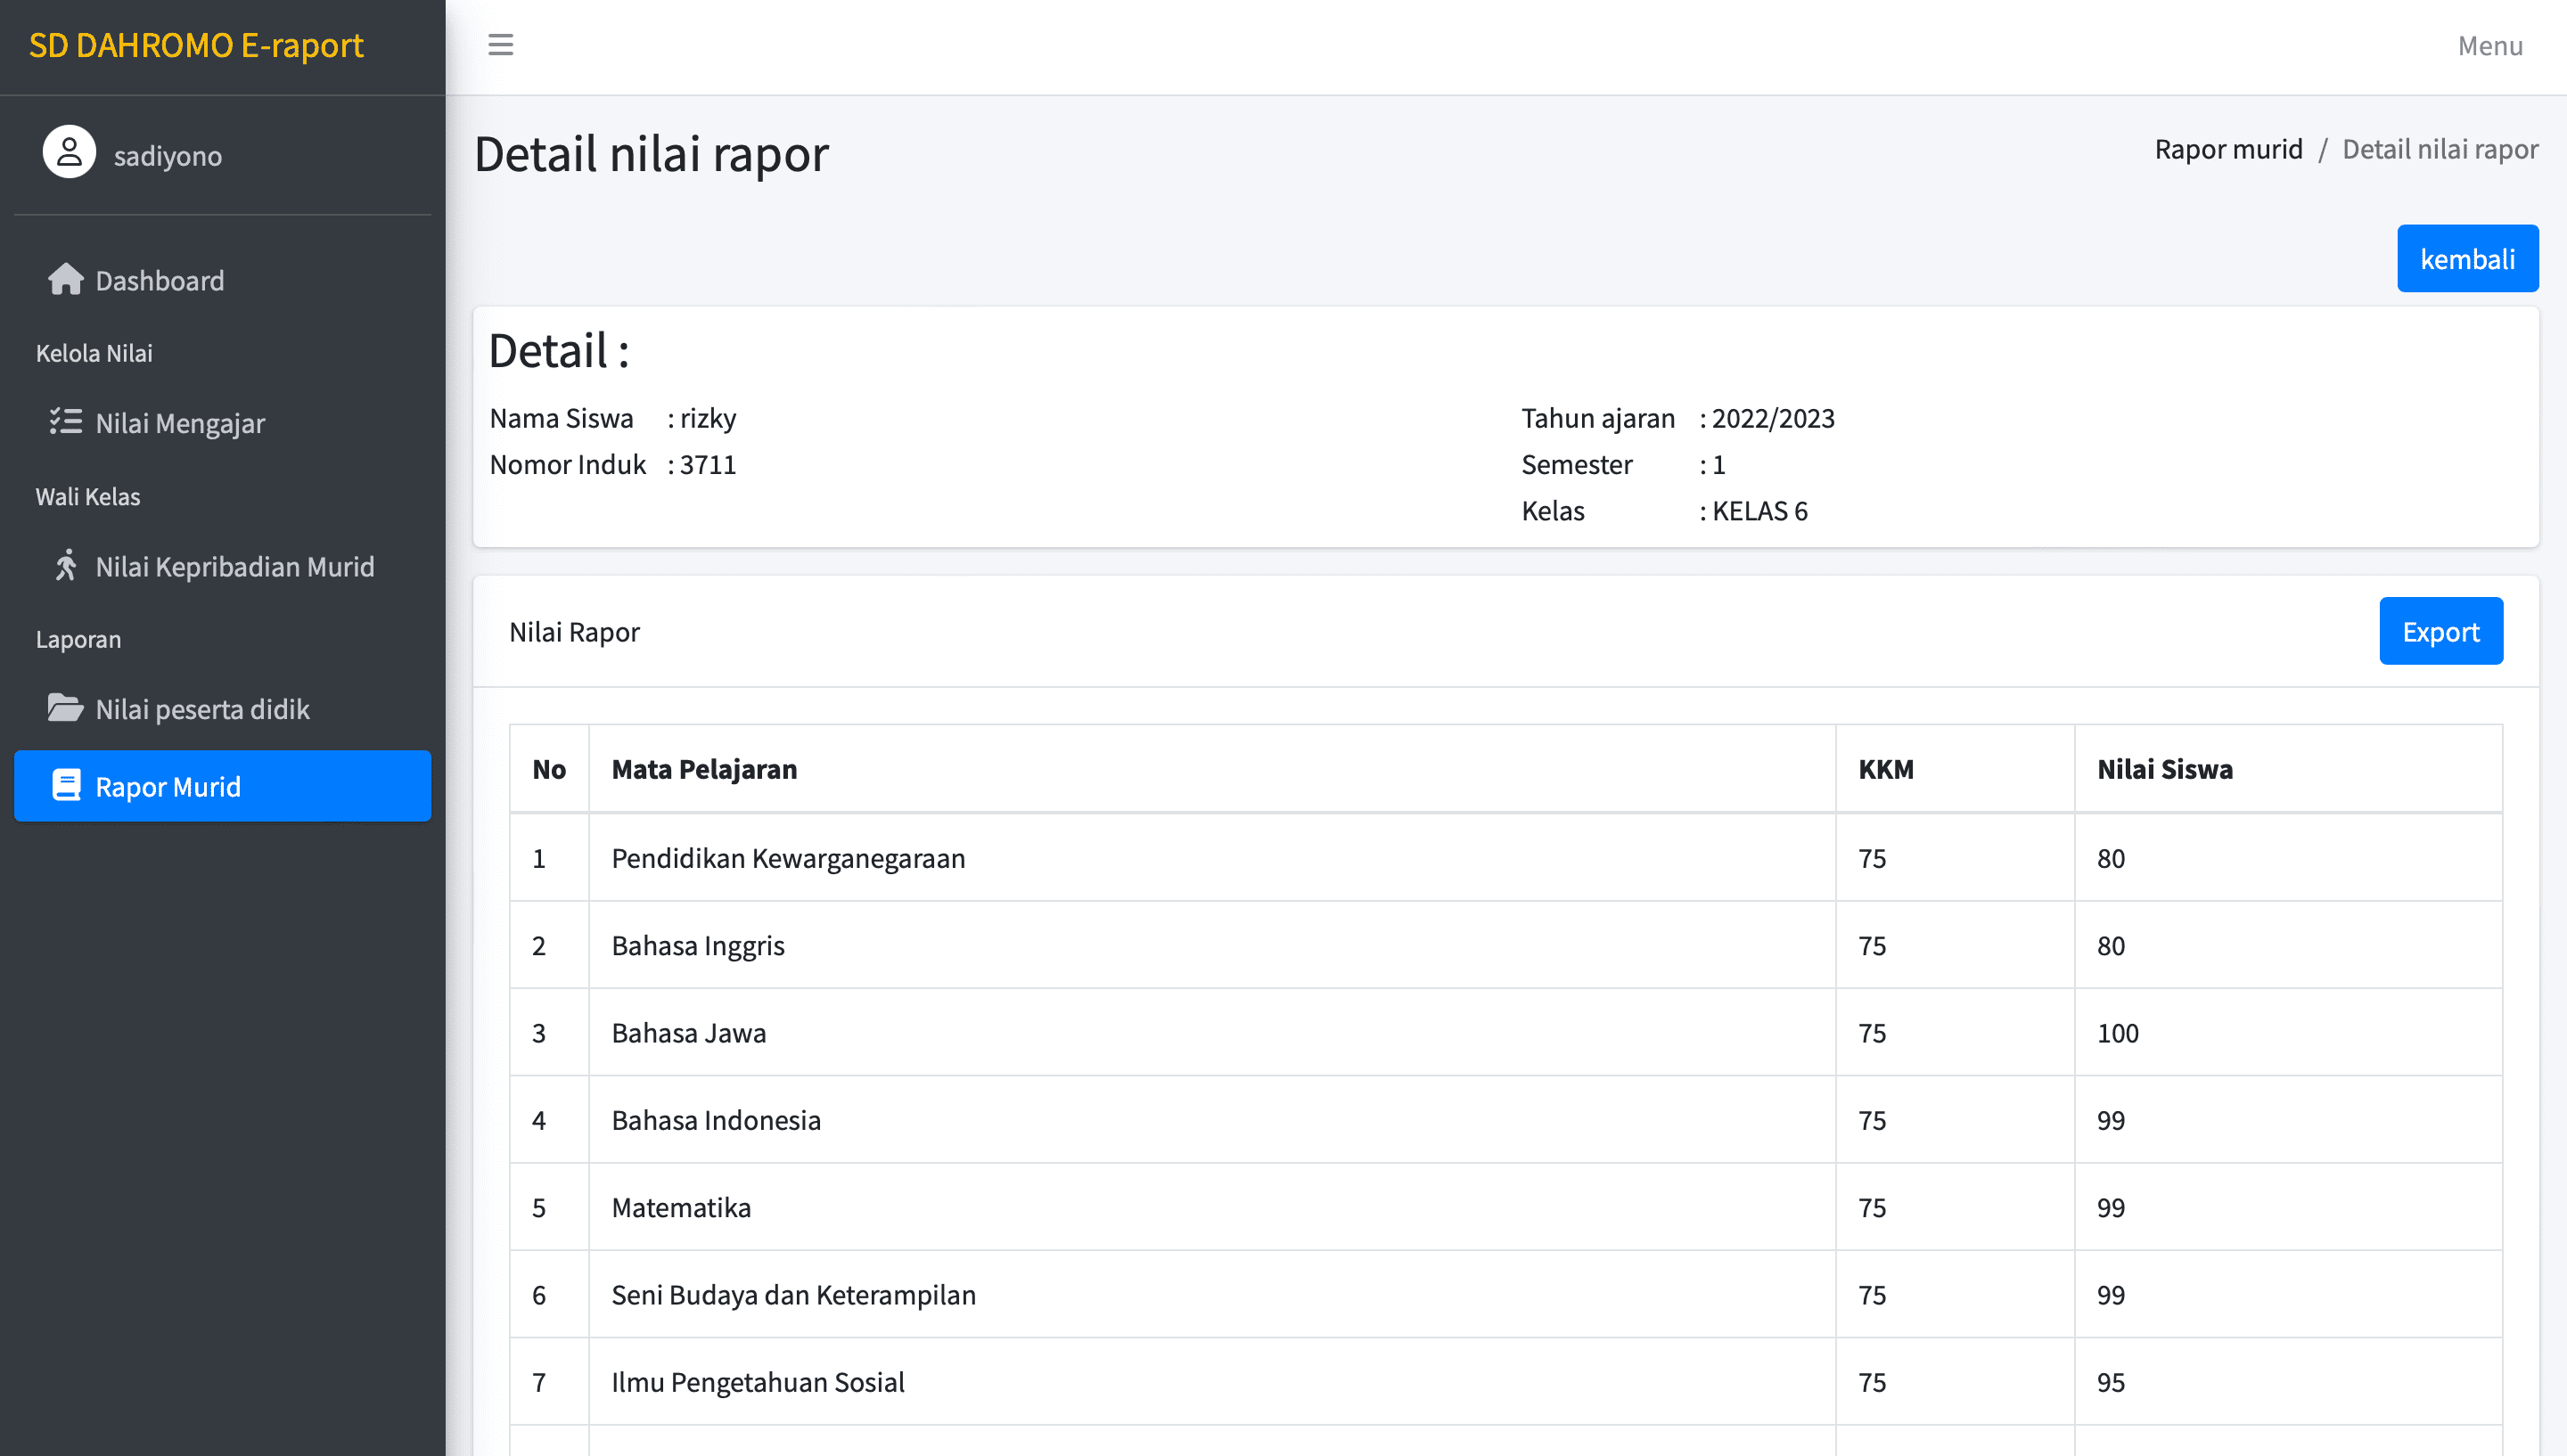 SD DAHROMO E-raport
Menu
sadiyono
Dashboard
Kelola Nilai
Nilai Mengajar
Wali Kelas
Nilai Kepribadian Murid
Laporan
Nilai peserta didik
Rapor Murid
Detail nilai rapor
Rapor murid / Detail nilai rapor
kembali
Detail :
Nama Siswa : rizky
Nomor Induk : 3711
Tahun ajaran : 2022/2023
Semester : 1
Kelas : KELAS 6
Nilai Rapor
Export
No Mata Pelajaran KKM Nilai Siswa
1 Pendidikan Kewarganegaraan 75 80
2 Bahasa Inggris 75 80
3 Bahasa Jawa 75 100
4 Bahasa Indonesia 75 99
5 Matematika 75 99
6 Seni Budaya dan Keterampilan 75 99
7 Ilmu Pengetahuan Sosial 75 95